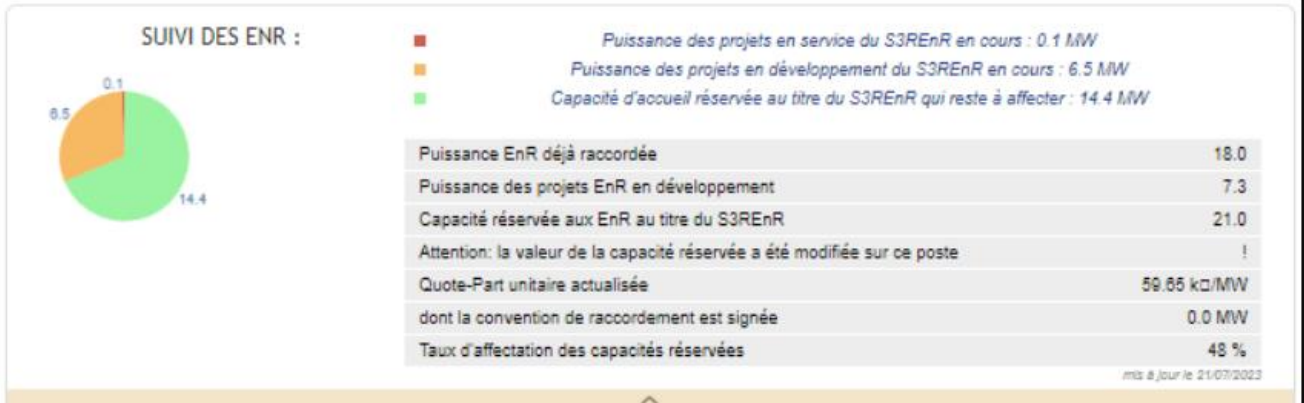 SUIVI DES ENR :
Puissance des projets en service du S3REnR en cours : 0.1 MW
Puissance des projets en développement du S3REnR en cours : 6.5 MW
Capacité d'accueil réservée au titre du S3REnR qui reste à affecter : 14.4 MW
0.1
6.5
14.4
Puissance EnR déjà raccordée 18.0
Puissance des projets EnR en développement 7.3
Capacité réservée aux EnR au titre du S3REnR 21.0
Attention: la valeur de la capacité réservée a été modifiée sur ce poste !
Quote-Part unitaire actualisée 59.65 k□/MW
dont la convention de raccordement est signée 0.0 MW
Taux d'affectation des capacités réservées 48 %
mis à jour le 21/07/2023